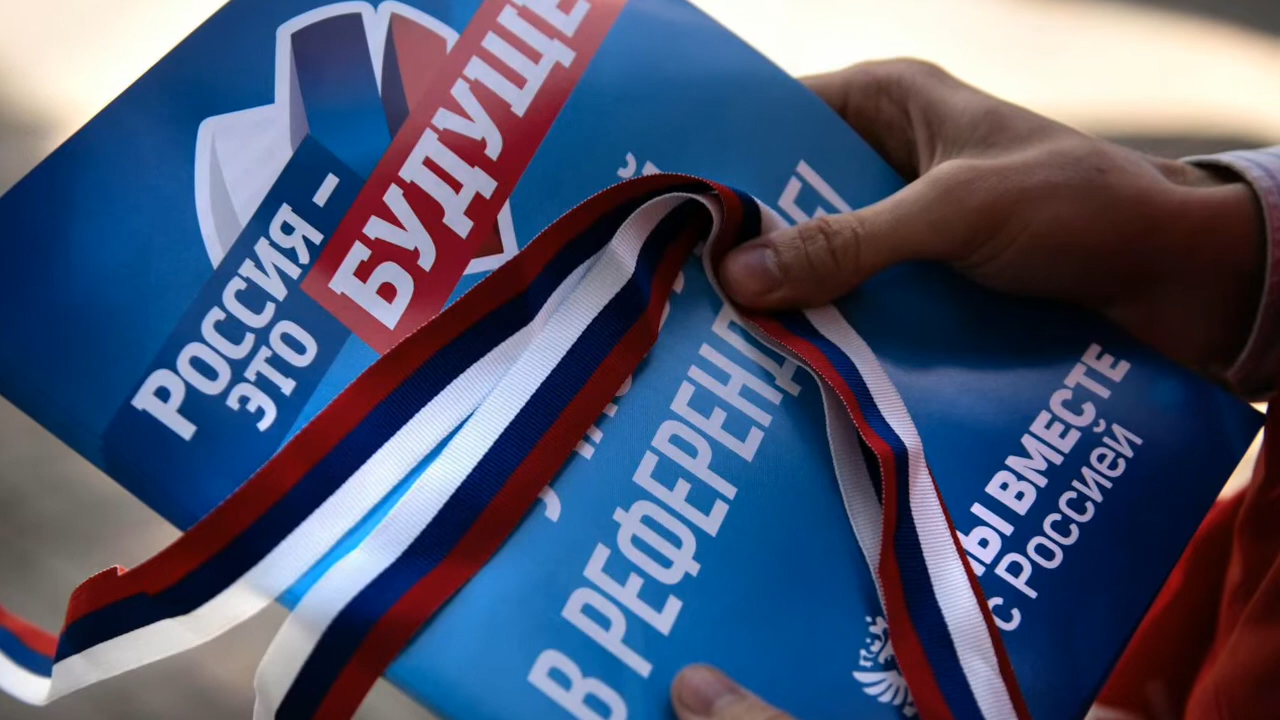 РОССИЯ –
ЭТО
БУДУЩЕ
В РЕФЕРЕНД
МЫ ВМЕСТЕ
с Россией